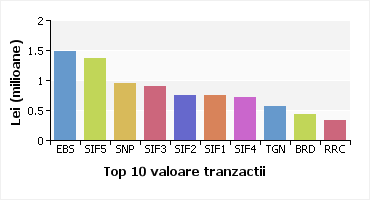 Lei (milioane)
2
1.5
1
0.5
0
EBS SIF5 SNP SIF3 SIF2 SIF1 SIF4 TGN BRD RRC
Top 10 valoare tranzactii